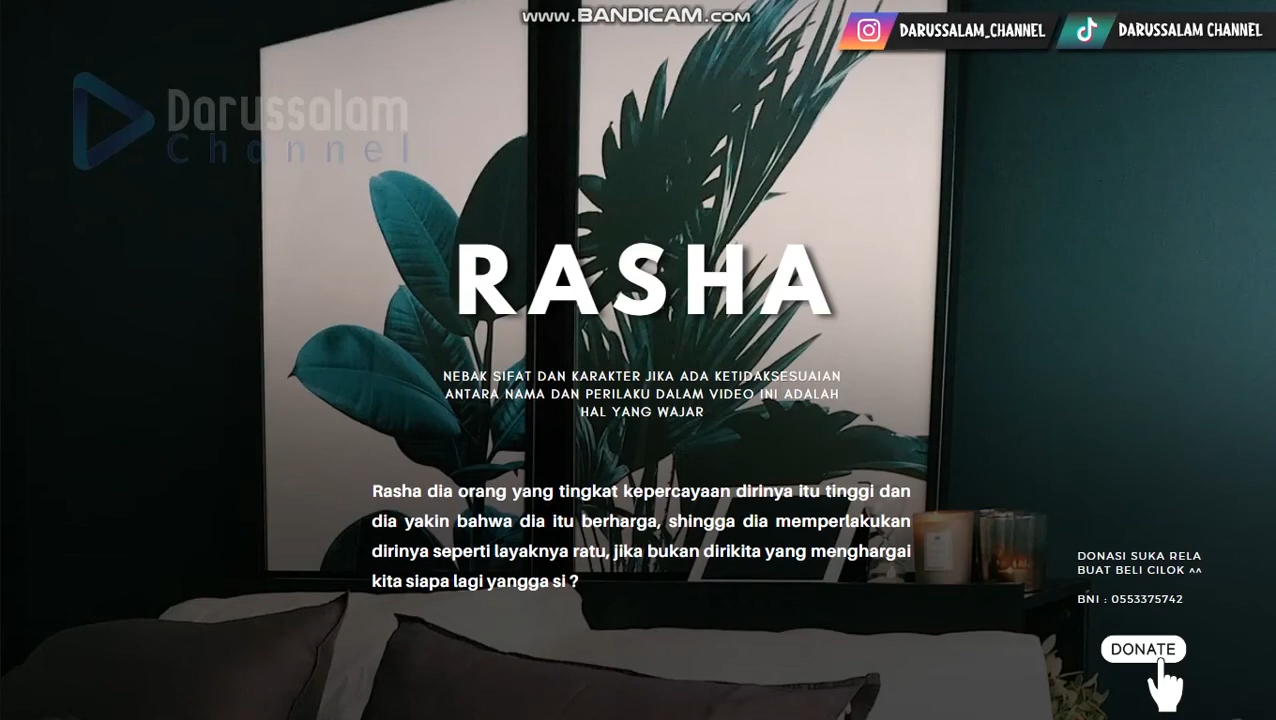 www.BANDICAM.com
DARUSSALAM_CHANNEL
DARUSSALAM CHANNEL
Darussalam
Channel
RASHA
NEBAK SIFAT DAN KARAKTER JIKA ADA KETIDAKSESUAIAN
ANTARA NAMA DAN PERILAKU DALAM VIDEO INI ADALAH
HAL YANG WAJAR
Rasha dia orang yang tingkat kepercayaan dirinya itu tinggi dan
dia yakin bahwa dia itu berharga, shingga dia memperlakukan
dirinya seperti layaknya ratu, jika bukan dirikita yang menghargai
kita siapa lagi yangga si ?
DONASI SUKA RELA
BUAT BELI CILOK ^^
BNI : 0553375742
DONATE